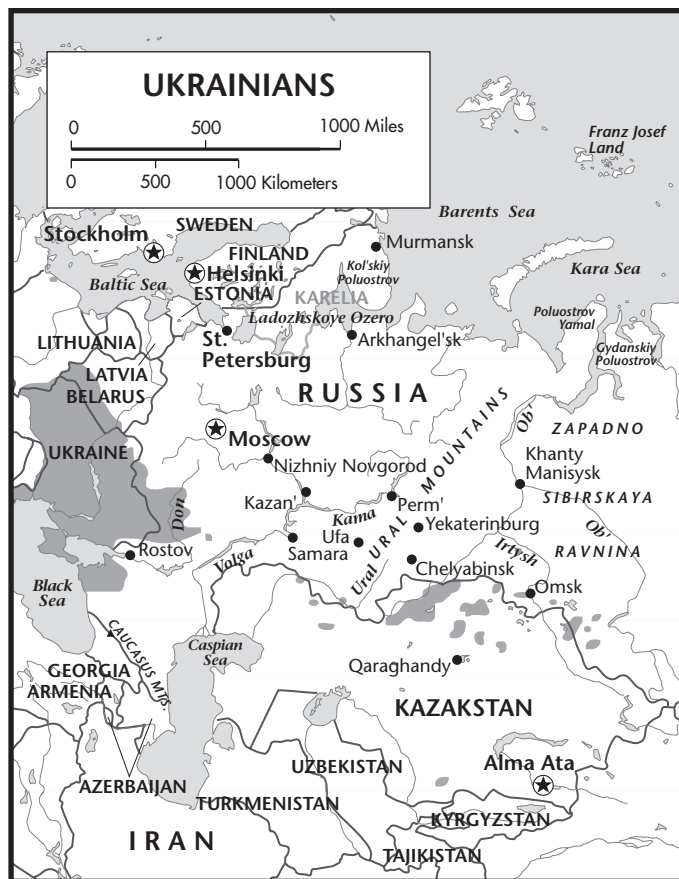 UKRAINIANS
0 500 1000 Miles
0 500 1000 Kilometers
Franz Josef
Land
Barents Sea
SWEDEN
Stockholm
Murmansk
FINLAND
Kara Sea
Kol'skiy
Poluostrov
Helsinki
Baltic Sea
ESTONIA
KARELIA
Poluostrov
Yamal
Ladozhskoye Ozero
St.
Petersburg
Arkhangel'sk
LITHUANIA
Gydanskiy
Poluostrov
LATVIA
BELARUS
RUSSIA
Ob'
ZAPADNO
Moscow
UKRAINE
Nizhniy Novgorod
Khanty
Manisysk
SIBIRSKAYA
Kazan'
Perm'
Don
Kama
Yekaterinburg
Ob'
Rostov
Samara
Ufa
URAL MOUNTAINS
Irtysh
RAVNINA
Volga
Ural
Chelyabinsk
Omsk
Black
Sea
CAUCASUS Mts.
Caspian
Sea
Qaraghandy
GEORGIA
ARMENIA
KAZAKSTAN
UZBEKISTAN
Alma Ata
AZERBAIJAN
TURKMENISTAN
KYRGYZSTAN
IRAN
TAJIKISTAN